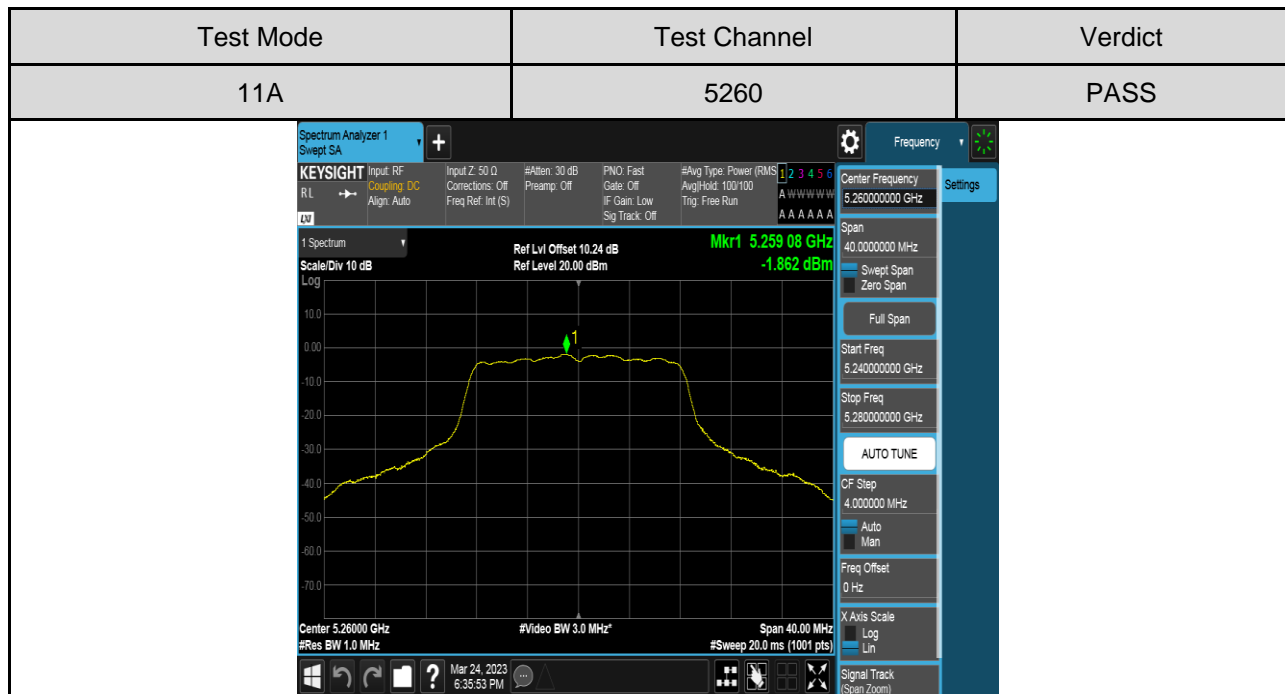 Test Mode Test Channel Verdict
11A 5260 PASS
Spectrum Analyzer 1
Swept SA
Frequency
KEYSIGHT Input: RF Input Z: 50 Ω #Atten: 30 dB PNO: Fast #Avg Type: Power (RMS 1 2 3 4 5 6
R L Coupling: DC Corrections: Off Preamp: Off Gate: Off Avg|Hold: 100/100 A W W W W W
Align: Auto Freq Ref: Int (S) IF Gain: Low Trig: Free Run
LXI Sig Track: Off A A A A A A
1 Spectrum Ref Lvl Offset 10.24 dB Mkr1 5.259 08 GHz
Scale/Div 10 dB Ref Level 20.00 dBm -1.862 dBm
Log
10.0
0.00
1
-10.0
-20.0
-30.0
-40.0
-50.0
-60.0
-70.0
Center 5.26000 GHz #Video BW 3.0 MHz* Span 40.00 MHz
#Res BW 1.0 MHz #Sweep 20.0 ms (1001 pts)
? Mar 24, 2023
6:35:53 PM
Center Frequency
5.260000000 GHz
Settings
Span
40.0000000 MHz
Swept Span
Zero Span
Full Span
Start Freq
5.240000000 GHz
Stop Freq
5.280000000 GHz
AUTO TUNE
CF Step
4.000000 MHz
Auto
Man
Freq Offset
0 Hz
X Axis Scale
Log
Lin
Signal Track
(Span Zoom)